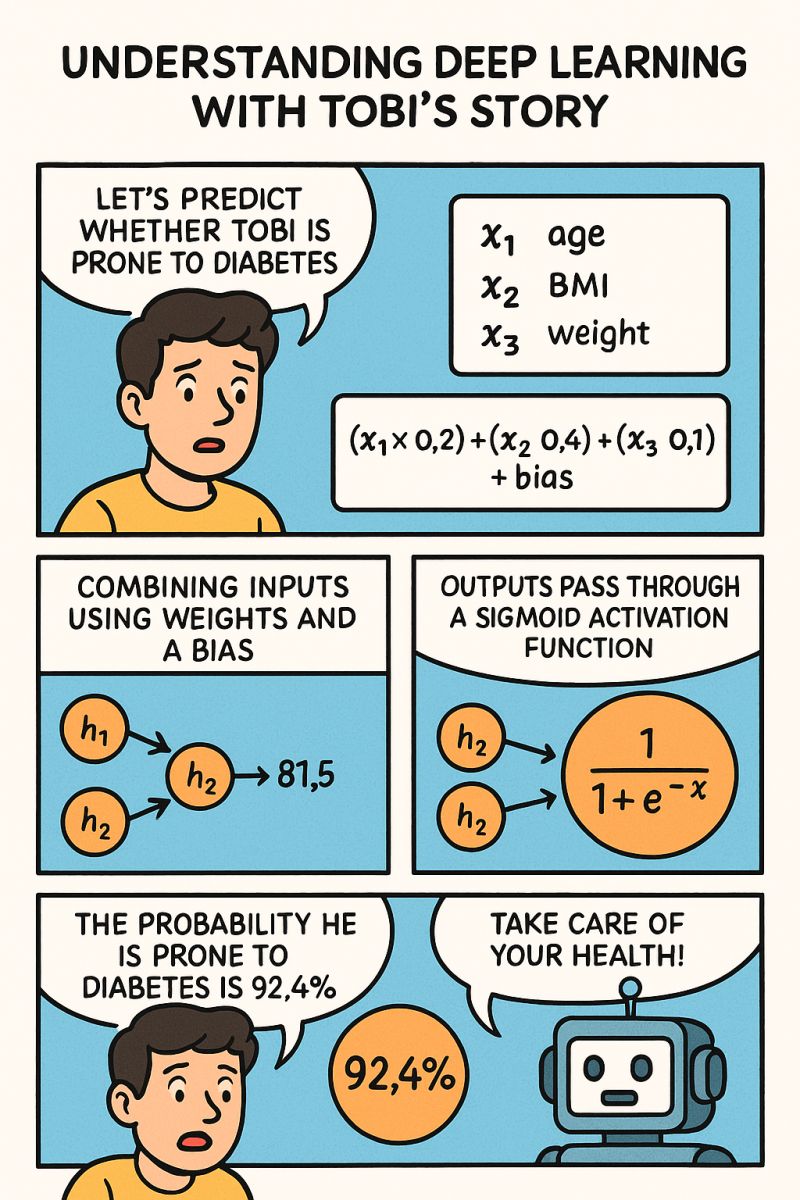 UNDERSTANDING DEEP LEARNING
WITH TOBI'S STORY
LET'S PREDICT
WHETHER TOBI IS
PRONE TO DIABETES
x₁ age
x₂ BMI
x₃ weight
(x₁ × 0,2) + (x₂ 0,4) + (x₃ 0,1)
+ bias
COMBINING INPUTS
USING WEIGHTS AND
A BIAS
h₁
h₂
h₂ → 81,5
OUTPUTS PASS THROUGH
A SIGMOID ACTIVATION
FUNCTION
h₂
h₂
1
1 + e⁻ˣ
THE PROBABILITY HE
IS PRONE TO
DIABETES IS 92,4%
92,4%
TAKE CARE OF
YOUR HEALTH!